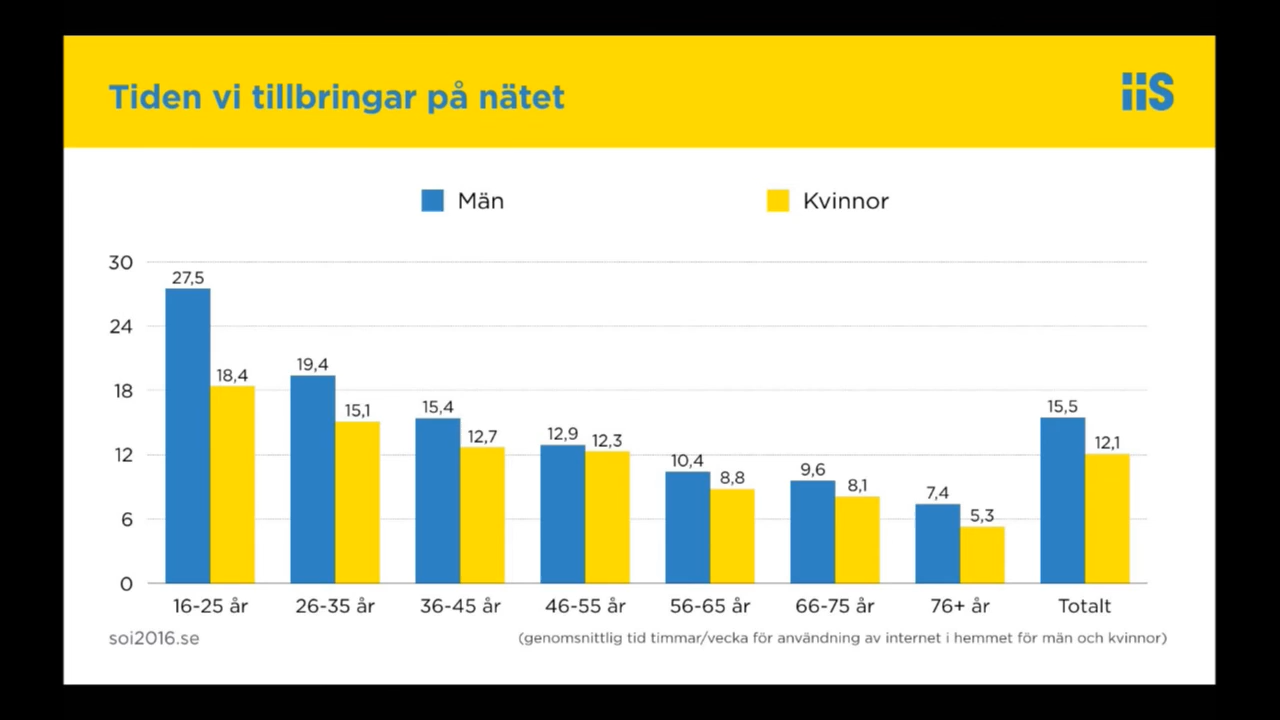 Tiden vi tillbringar på nätet
iis
Män
Kvinnor
30
24
18
12
6
0
27,5
18,4
19,4
15,1
15,4
12,7
12,9
12,3
10,4
8,8
9,6
8,1
7,4
5,3
15,5
12,1
16-25 år
26-35 år
36-45 år
46-55 år
56-65 år
66-75 år
76+ år
Totalt
soi2016.se
(genomsnittlig tid timmar/vecka för användning av internet i hemmet för män och kvinnor)